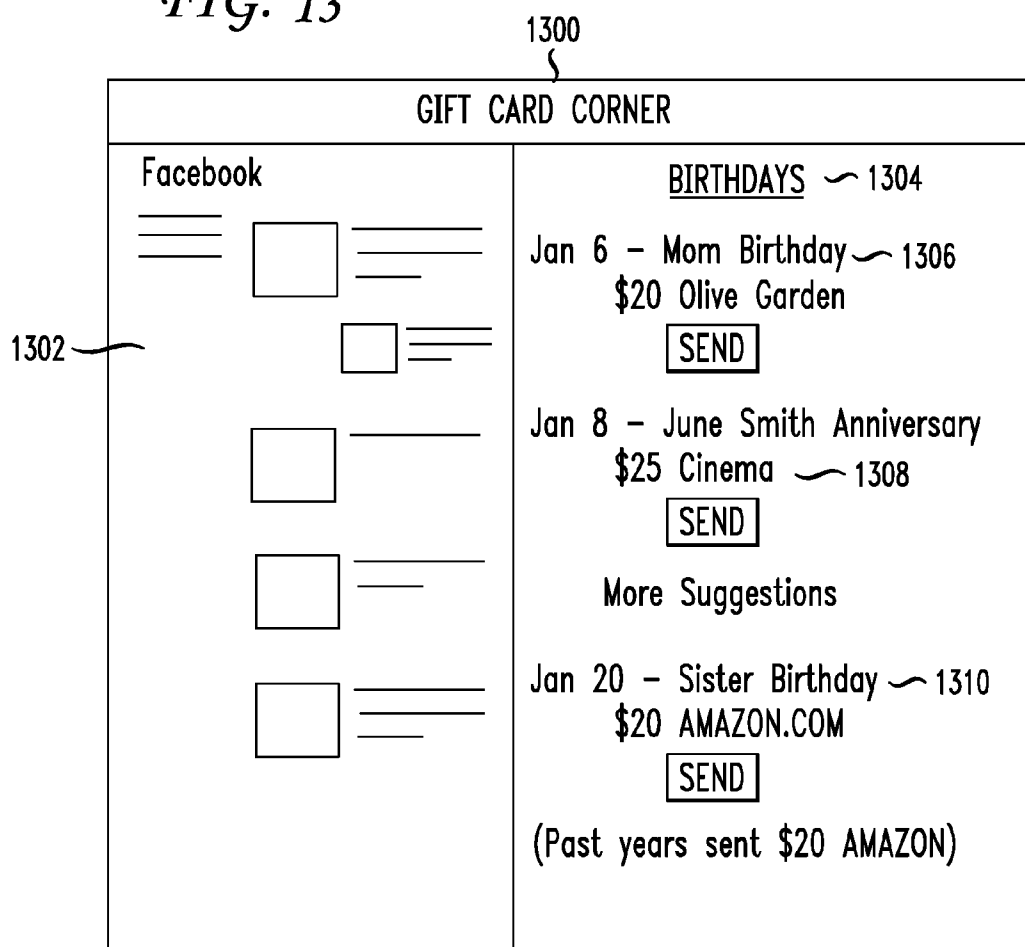 FIG. 13
1300
GIFT CARD CORNER
Facebook
1302
BIRTHDAYS 1304
Jan 6 – Mom Birthday 1306
$20 Olive Garden
SEND
Jan 8 – June Smith Anniversary
$25 Cinema 1308
SEND
More Suggestions
Jan 20 – Sister Birthday 1310
$20 AMAZON.COM
SEND
(Past years sent $20 AMAZON)